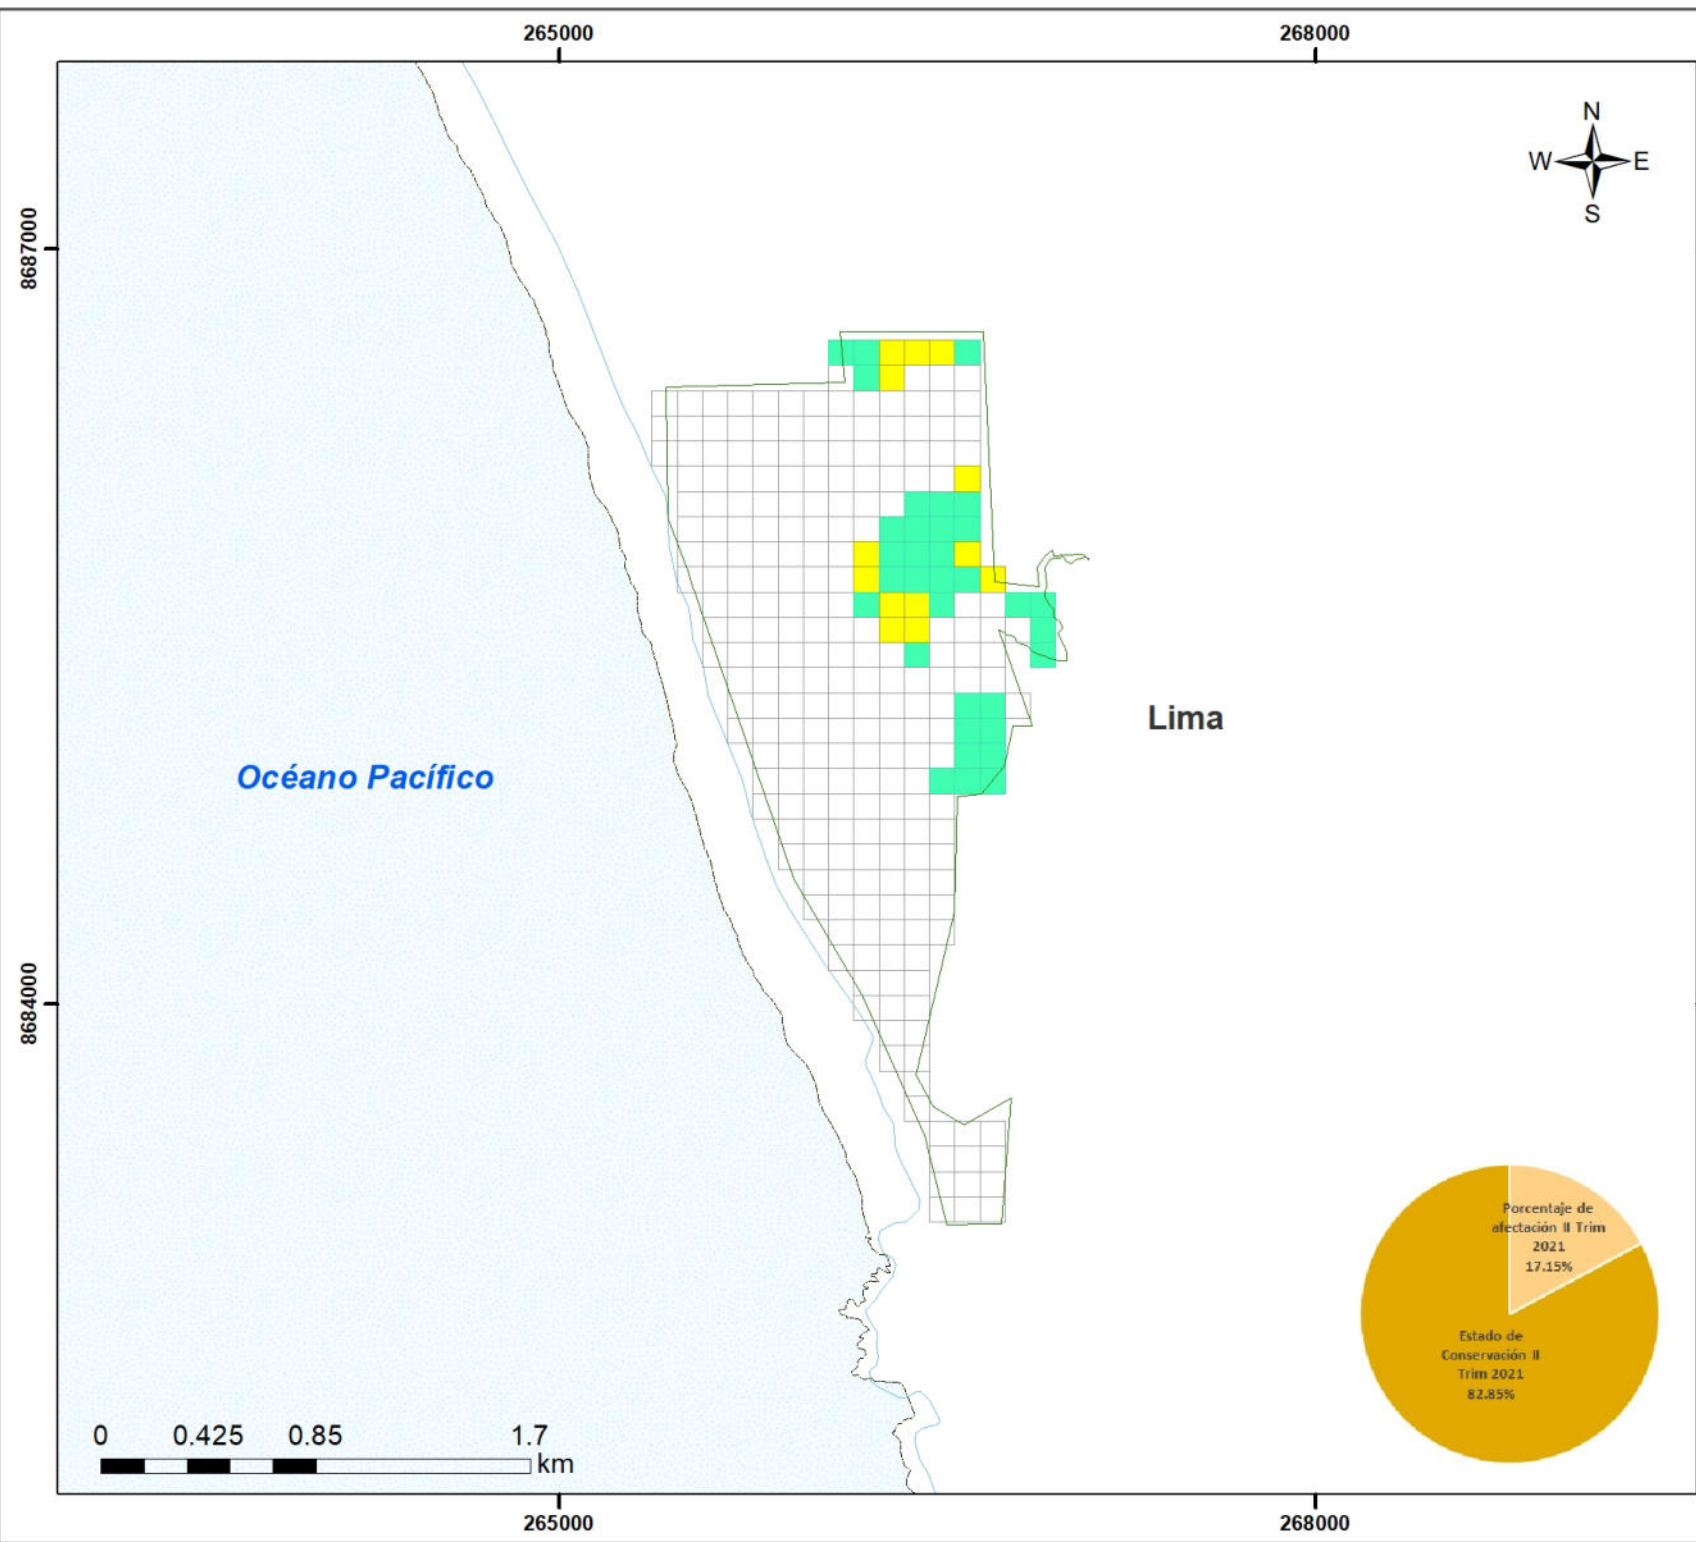 265000
268000
N
W
E
S
8687000
Lima
Océano Pacífico
8684000
Porcentaje de
afectación II Trim
2021
17.15%
Estado de
Conservación II
Trim 2021
82.85%
0 0.425 0.85 1.7
km
265000
268000